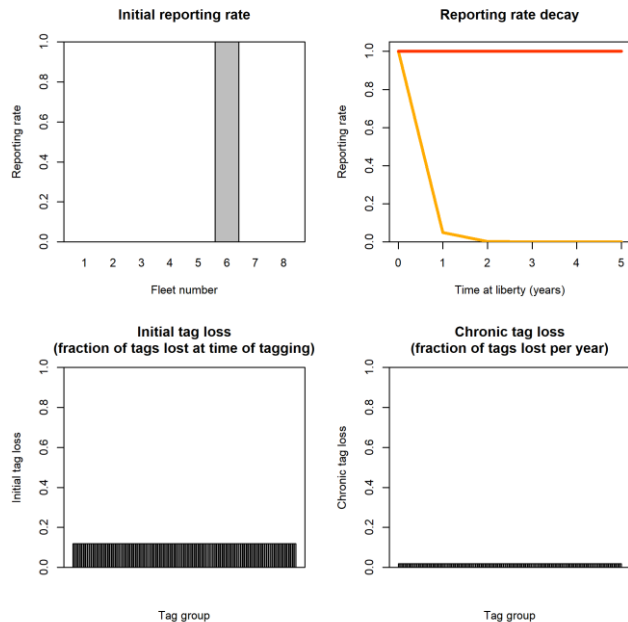 Initial reporting rate
Reporting rate
0.0 0.2 0.4 0.6 0.8 1.0
1 2 3 4 5 6 7 8
Fleet number
Reporting rate decay
Reporting rate
0.0 0.2 0.4 0.6 0.8 1.0
0 1 2 3 4 5
Time at liberty (years)
Initial tag loss
(fraction of tags lost at time of tagging)
Initial tag loss
0.0 0.2 0.4 0.6 0.8 1.0
Tag group
Chronic tag loss
(fraction of tags lost per year)
Chronic tag loss
0.0 0.2 0.4 0.6 0.8 1.0
Tag group